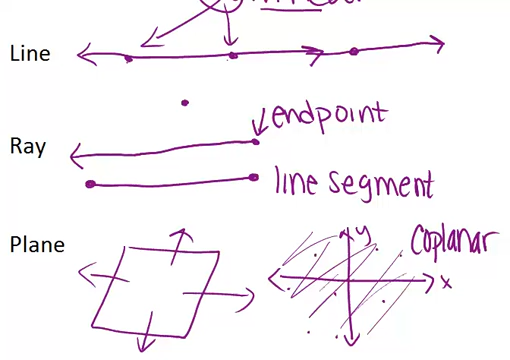 Line
endpoint
Ray
line segment
Plane
y
coplanar
x